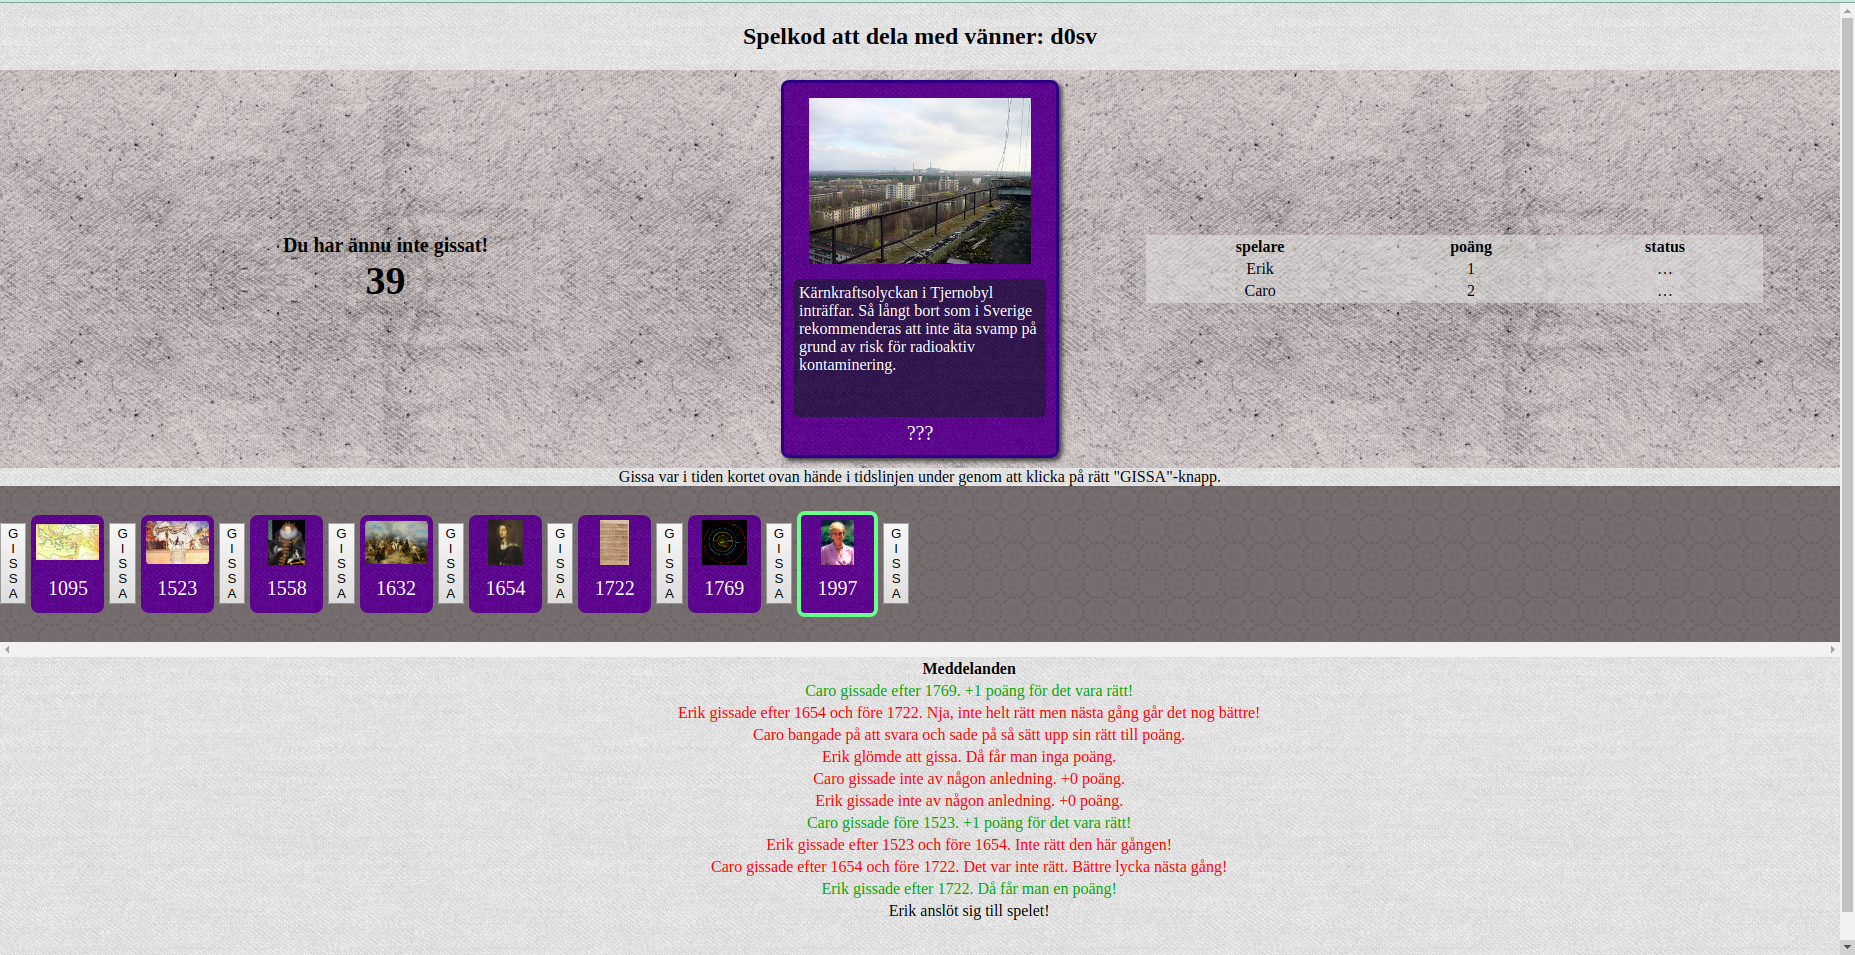 Spelkod att dela med vänner: d0sv
Du har ännu inte gissat!
39
Kärnkraftsolyckan i Tjernobyl
inträffar. Så långt bort som i Sverige
rekommenderas att inte äta svamp på
grund av risk för radioaktiv
kontaminering.
???
spelare poäng status
Erik 1 …
Caro 2 …
Gissa var i tiden kortet ovan hände i tidslinjen under genom att klicka på rätt "GISSA"-knapp.
GISSA 1095 GISSA 1523 GISSA 1558 GISSA 1632 GISSA 1654 GISSA 1722 GISSA 1769 GISSA 1997 GISSA
Meddelanden
Caro gissade efter 1769. +1 poäng för det vara rätt!
Erik gissade efter 1654 och före 1722. Nja, inte helt rätt men nästa gång går det nog bättre!
Caro bangade på att svara och sade på så sätt upp sin rätt till poäng.
Erik glömde att gissa. Då får man inga poäng.
Caro gissade inte av någon anledning. +0 poäng.
Erik gissade inte av någon anledning. +0 poäng.
Caro gissade före 1523. +1 poäng för det vara rätt!
Erik gissade efter 1523 och före 1654. Inte rätt den här gången!
Caro gissade efter 1654 och före 1722. Det var inte rätt. Bättre lycka nästa gång!
Erik gissade efter 1722. Då får man en poäng!
Erik anslöt sig till spelet!